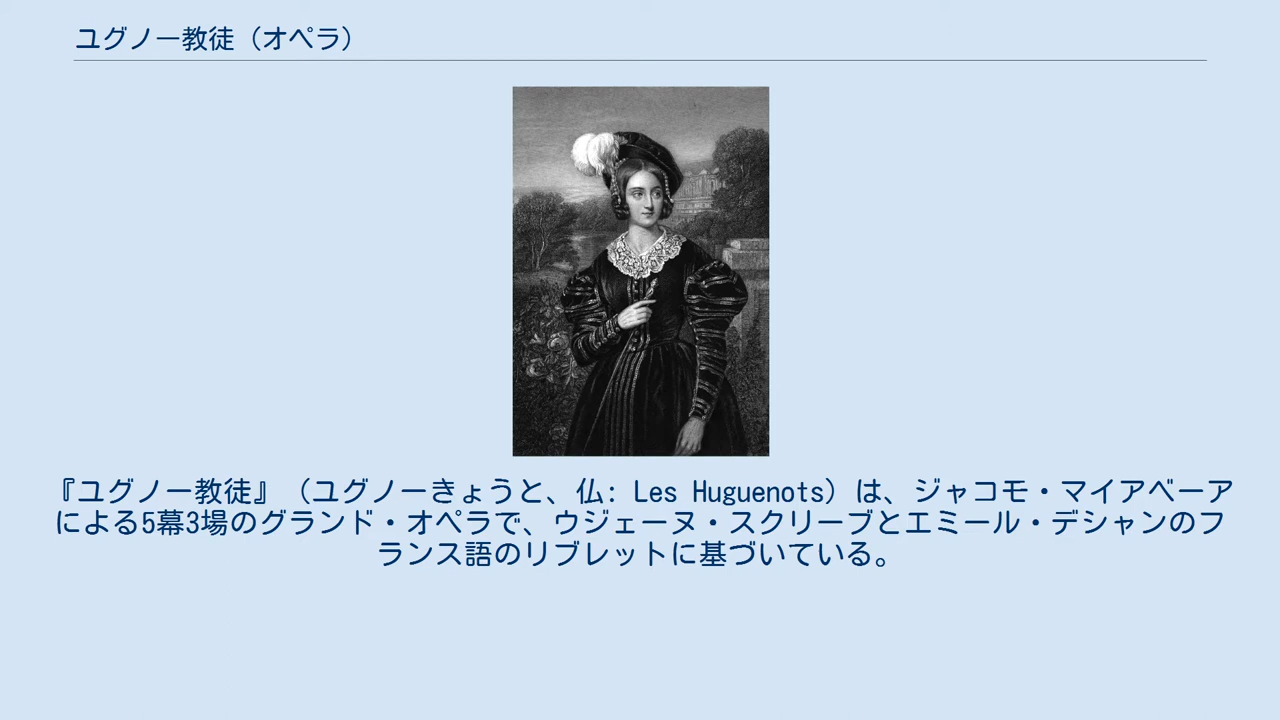 ユグノー教徒（オペラ）
『ユグノー教徒』（ユグノーきょうと、仏: Les Huguenots）は、ジャコモ・マイアベーア
による5幕3場のグランド・オペラで、ウジェーヌ・スクリーブとエミール・デシャンのフ
ランス語のリブレットに基づいている。